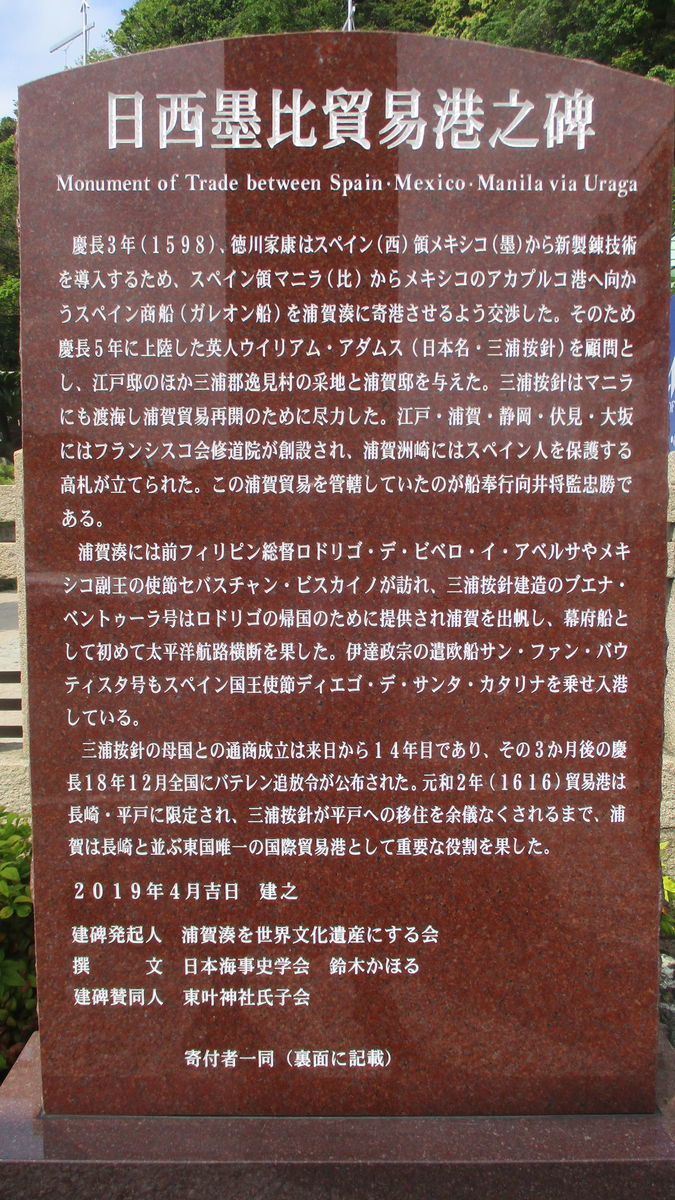 日西墨比貿易港之碑
Monument of Trade between Spain・Mexico・Manila via Uraga
慶長3年(1598)、徳川家康はスペイン(西)領メキシコ(墨)から新製錬技術
を導入するため、スペイン領マニラ(比)からメキシコのアカプルコ港へ向か
うスペイン商船(ガレオン船)を浦賀湊に寄港させるよう交渉した。そのため
慶長5年に上陸した英人ウイリアム・アダムス(日本名・三浦按針)を顧問と
し、江戸邸のほか三浦郡逸見村の采地と浦賀邸を与えた。三浦按針はマニラ
にも渡海し浦賀貿易再開のために尽力した。江戸・浦賀・静岡・伏見・大坂
にはフランシスコ会修道院が創設され、浦賀洲崎にはスペイン人を保護する
高札が立てられた。この浦賀貿易を管轄していたのが船奉行向井将監忠勝で
ある。
浦賀湊には前フィリピン総督ロドリゴ・デ・ビベロ・イ・アベルサやメキ
シコ副王の使節セバスチャン・ビスカイノが訪れ、三浦按針建造のブエナ・
ベントゥーラ号はロドリゴの帰国のために提供され浦賀を出帆し、幕府船と
して初めて太平洋航路横断を果した。伊達政宗の遣欧船サン・ファン・バウ
ティスタ号もスペイン国王使節ディエゴ・デ・サンタ・カタリナを乗せ入港
している。
三浦按針の母国との通商成立は来日から14年目であり、その3か月後の慶
長18年12月全国にバテレン追放令が公布された。元和2年(1616)貿易港は
長崎・平戸に限定され、三浦按針が平戸への移住を余儀なくされるまで、浦
賀は長崎と並ぶ東国唯一の国際貿易港として重要な役割を果した。
2019年4月吉日 建之
建碑発起人 浦賀湊を世界文化遺産にする会
撰文 日本海事史学会 鈴木かほる
建碑賛同人 東叶神社氏子会
寄付者一同(裏面に記載)